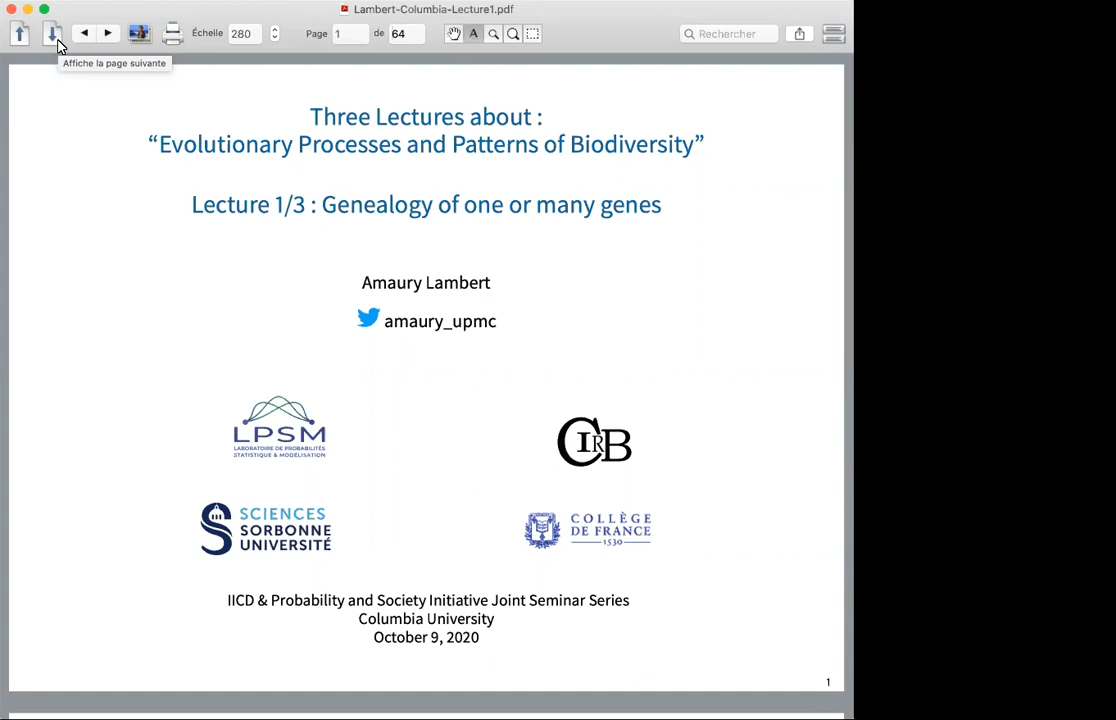 Lambert-Columbia-Lecture1.pdf
Échelle 280 Page 1 de 64 A Rechercher
Affiche la page suivante
Three Lectures about :
“Evolutionary Processes and Patterns of Biodiversity”
Lecture 1/3 : Genealogy of one or many genes
Amaury Lambert
amaury_upmc
LPSM
LABORATOIRE DE PROBABILITÉS
STATISTIQUE & MODÉLISATION
CIRB
SCIENCES
SORBONNE
UNIVERSITÉ
COLLÈGE
DE FRANCE
1530
IICD & Probability and Society Initiative Joint Seminar Series
Columbia University
October 9, 2020
1